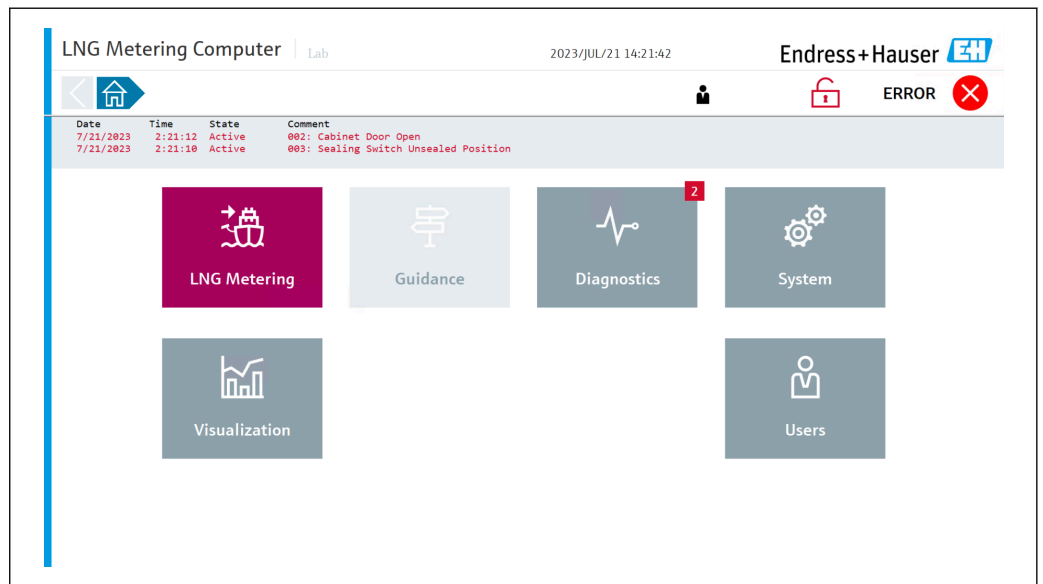 LNG Metering Computer Lab 2023/JUL/21 14:21:42 Endress+Hauser EH
1 ERROR
Date Time State Comment
7/21/2023 2:21:12 Active 002: Cabinet Door Open
7/21/2023 2:21:10 Active 003: Sealing Switch Unsealed Position
2
LNG Metering Guidance Diagnostics System
Visualization Users